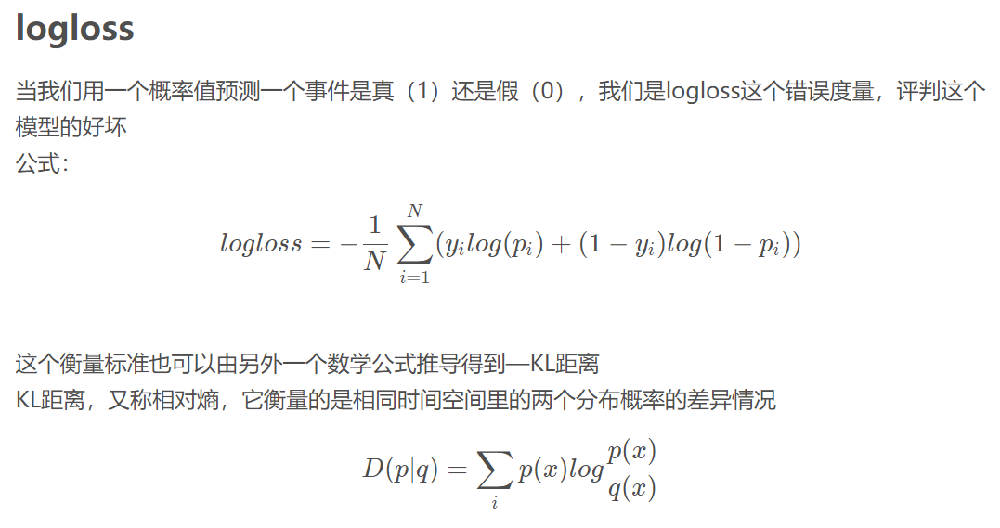 logloss
当我们用一个概率值预测一个事件是真（1）还是假（0），我们是logloss这个错误度量，评判这个
模型的好坏
公式：
logloss = -\frac{1}{N}\sum_{i=1}^{N}(y_i log(p_i) + (1 - y_i)log(1 - p_i))
这个衡量标准也可以由另外一个数学公式推导得到—KL距离
KL距离，又称相对熵，它衡量的是相同时间空间里的两个分布概率的差异情况
D(p|q) = \sum_{i} p(x)log\frac{p(x)}{q(x)}